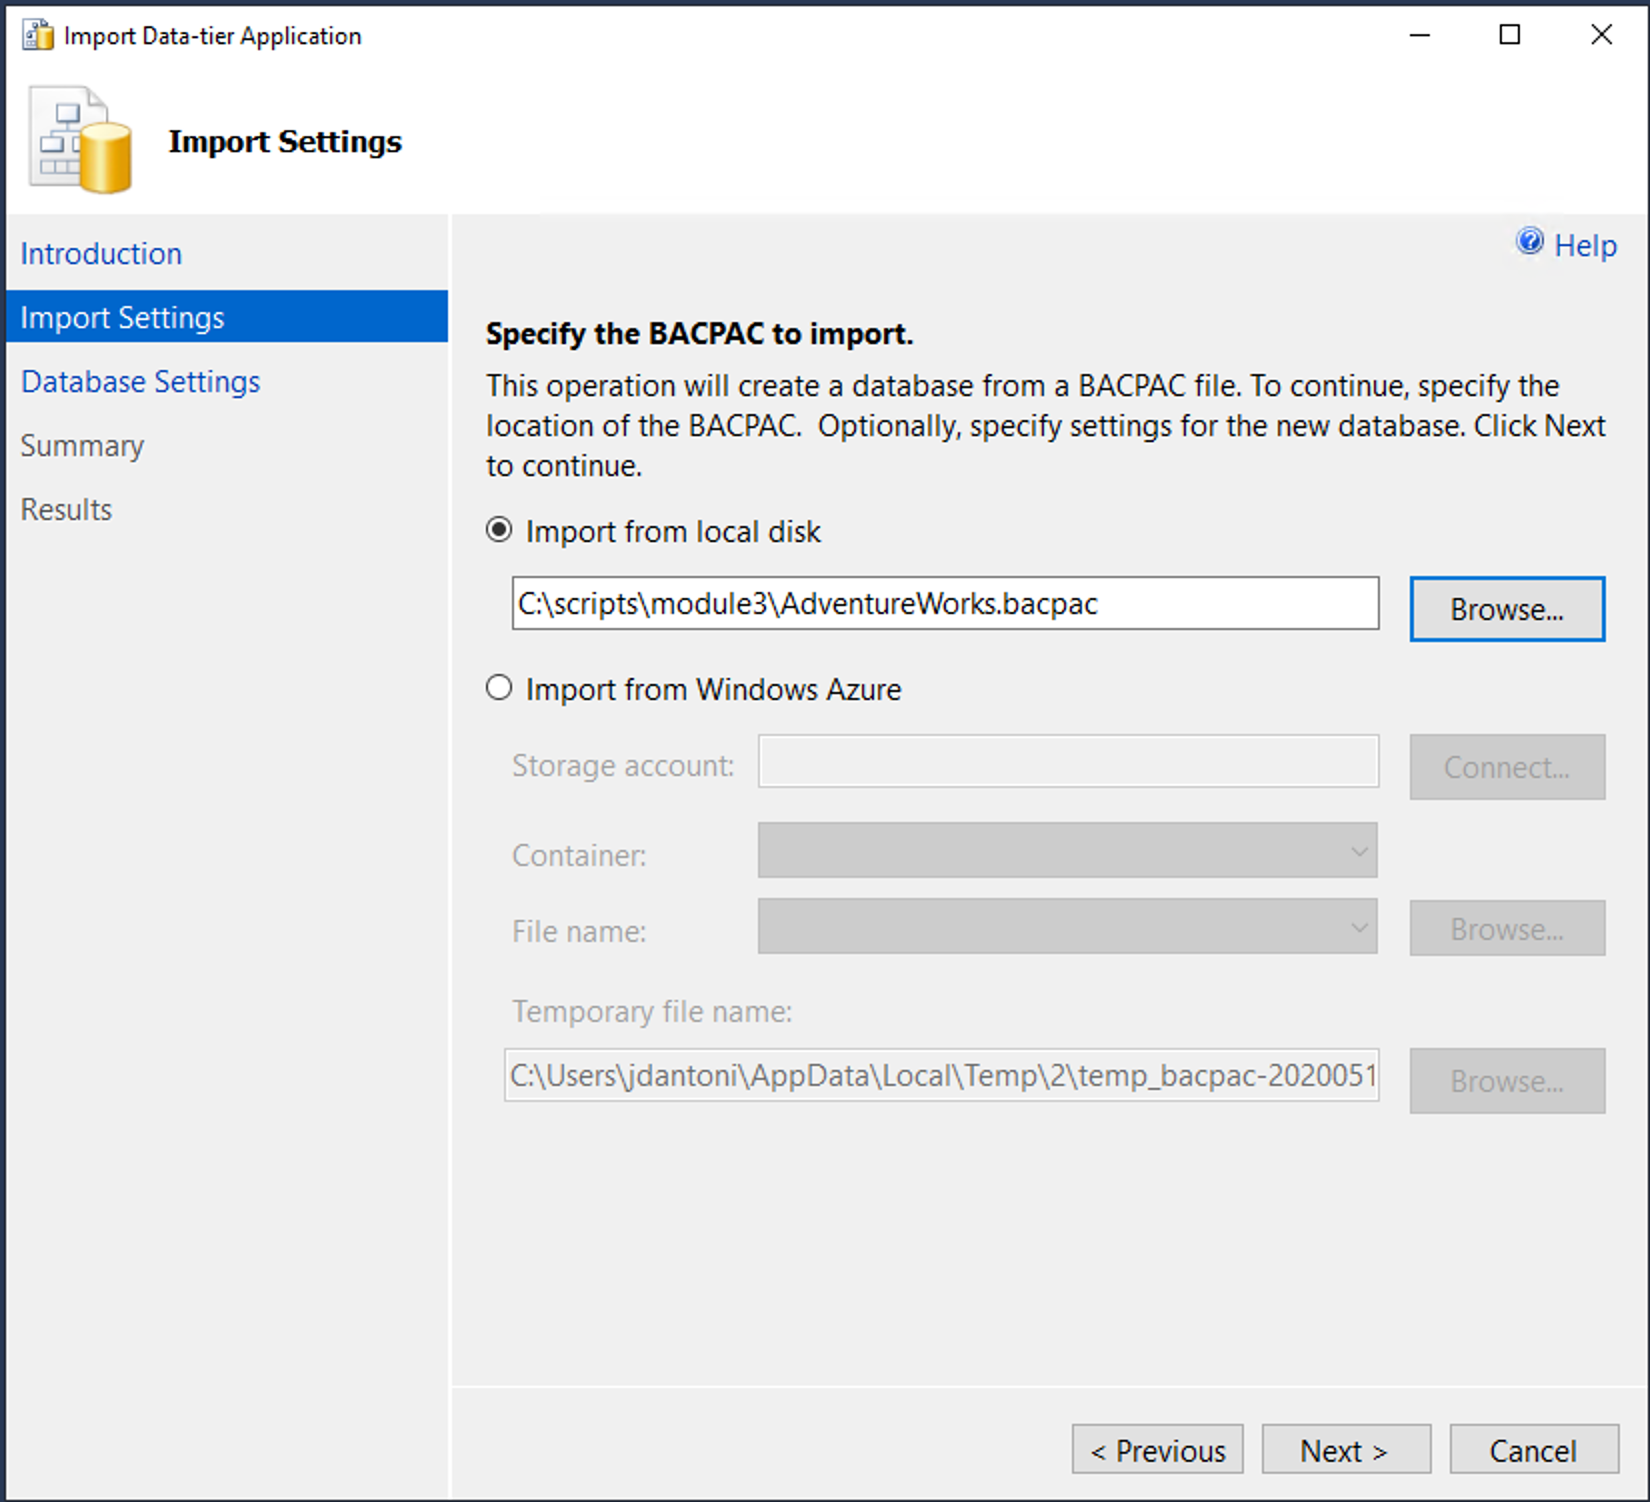 Import Data-tier Application
Import Settings
Introduction
Import Settings
Database Settings
Summary
Results
Help
Specify the BACPAC to import.
This operation will create a database from a BACPAC file. To continue, specify the
location of the BACPAC.  Optionally, specify settings for the new database. Click Next
to continue.
Import from local disk
C:\scripts\module3\AdventureWorks.bacpac
Browse...
Import from Windows Azure
Storage account:
Connect...
Container:
File name:
Browse...
Temporary file name:
C:\Users\jdantoni\AppData\Local\Temp\2\temp_bacpac-2020051
Browse...
< Previous
Next >
Cancel